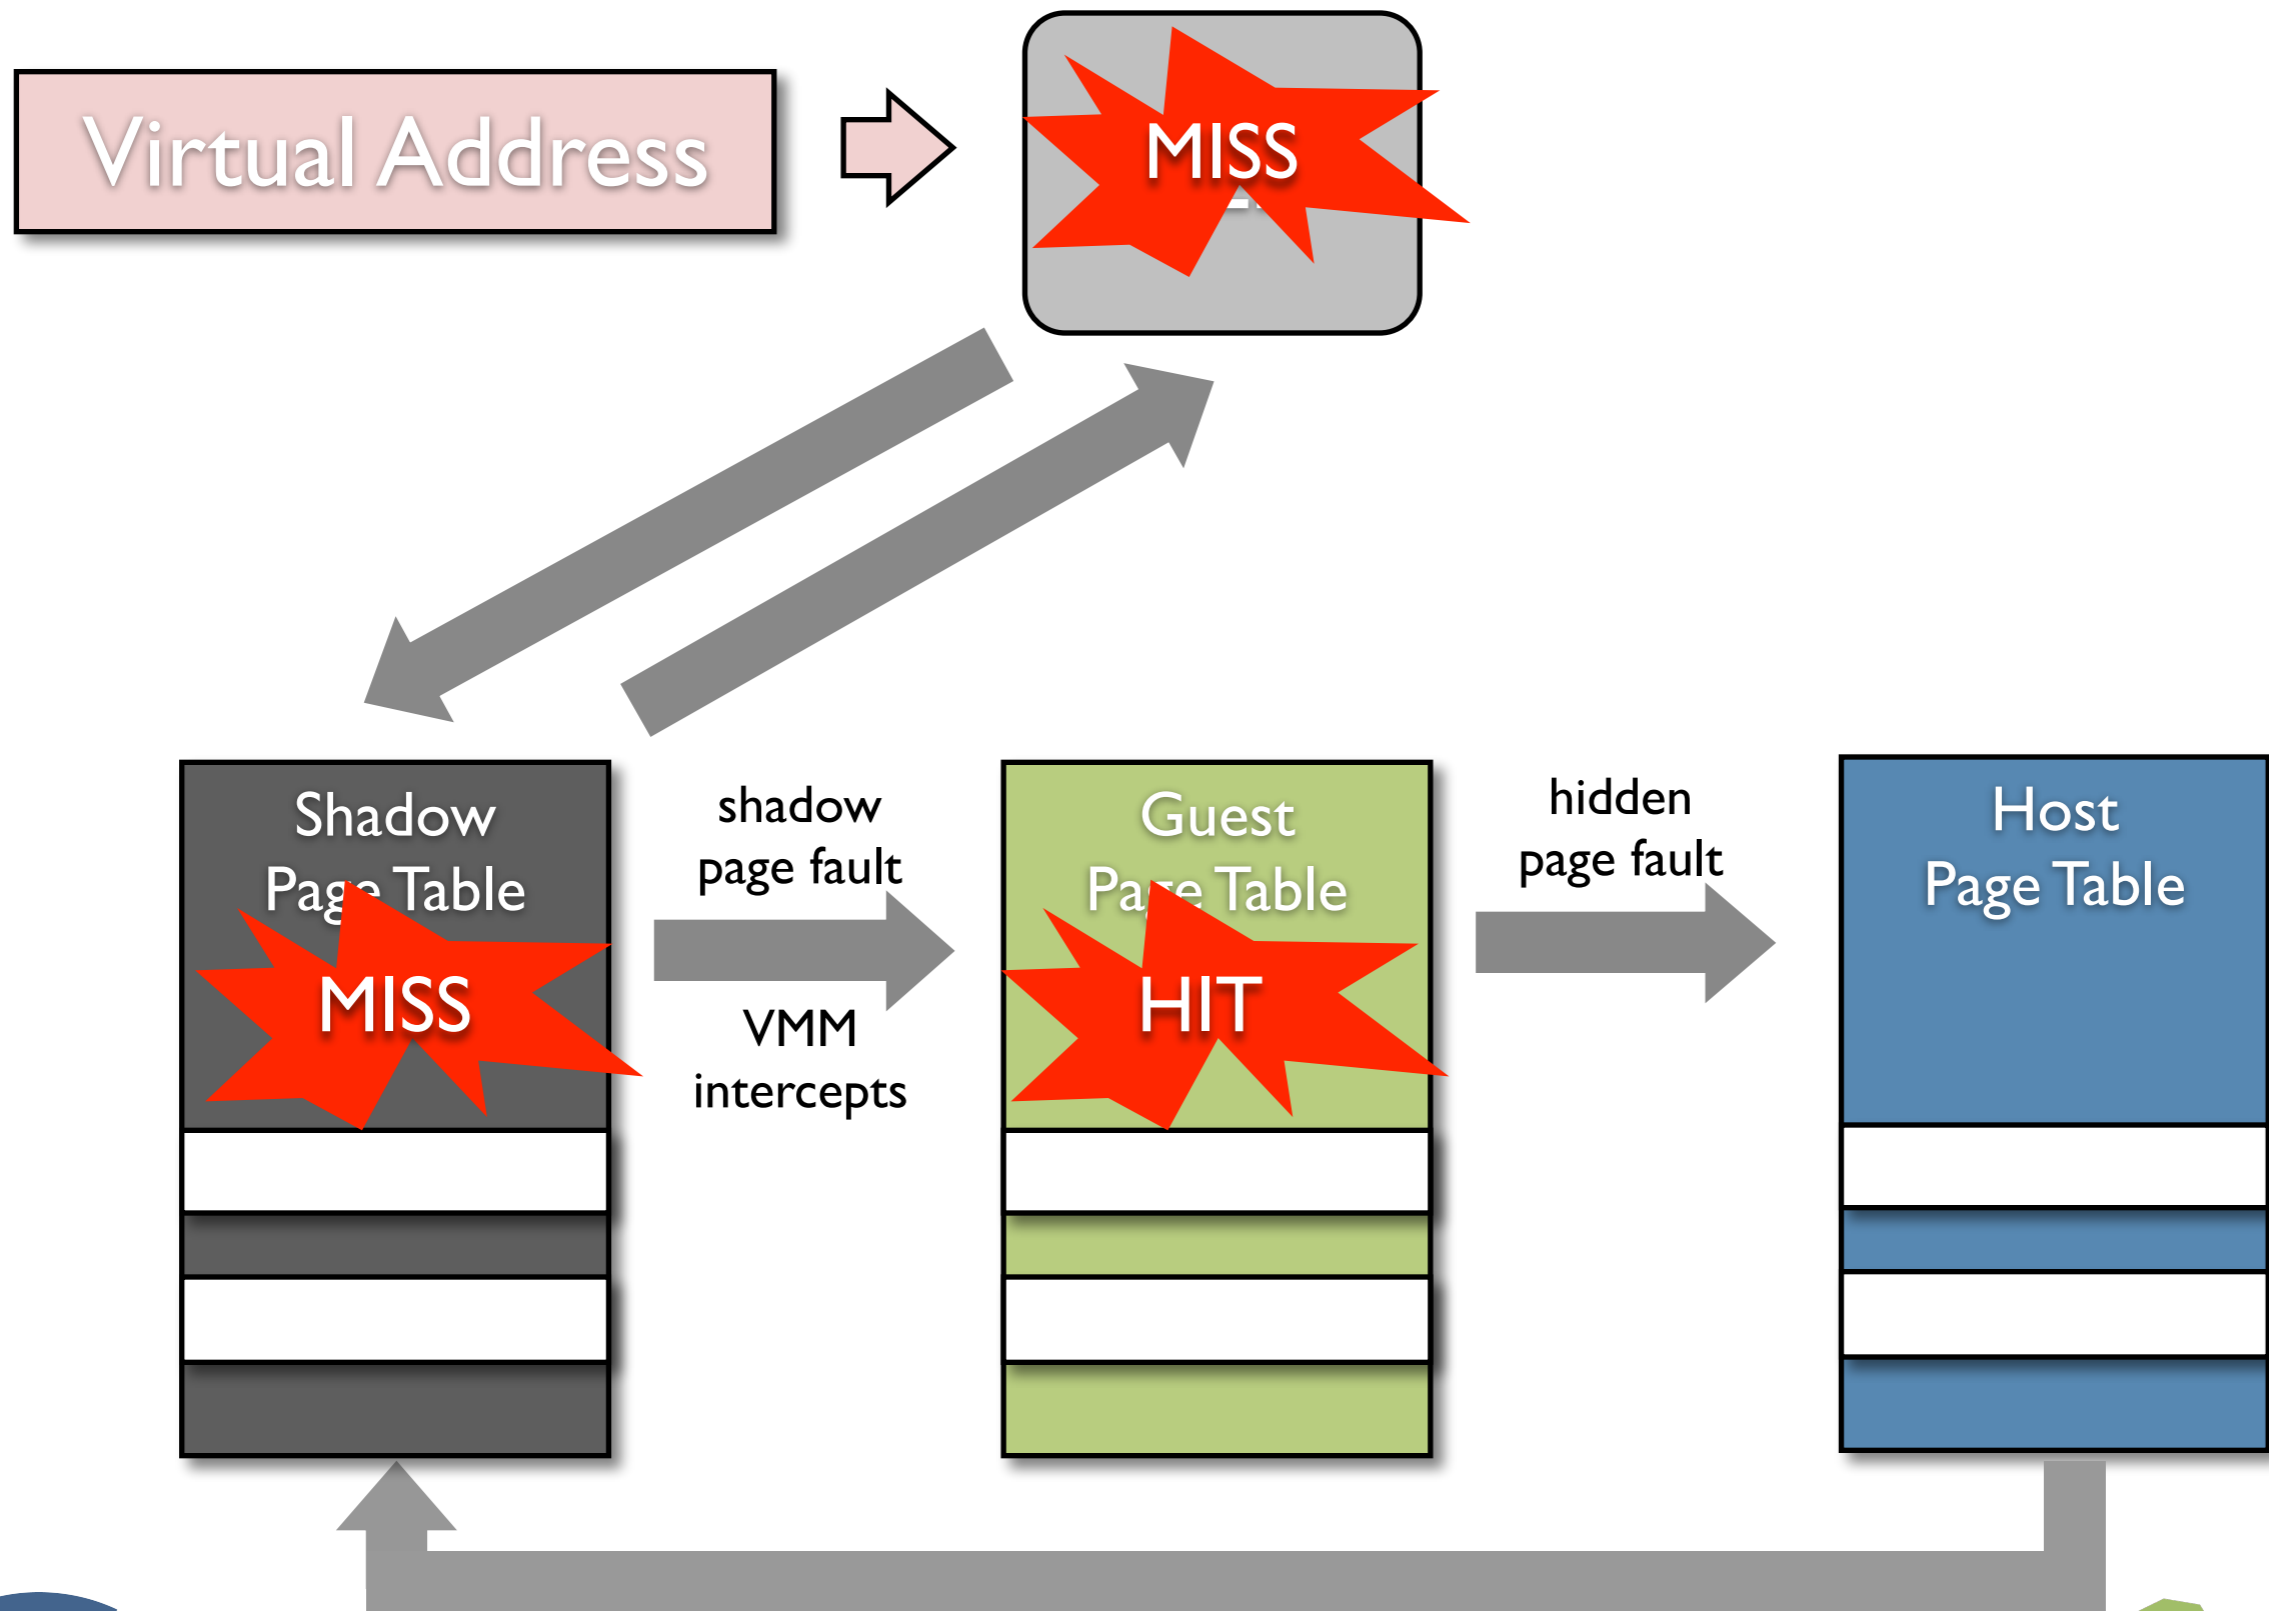 Virtual Address
MISS
Shadow
Page Table
MISS
shadow
page fault
VMM
intercepts
Guest
Page Table
HIT
hidden
page fault
Host
Page Table